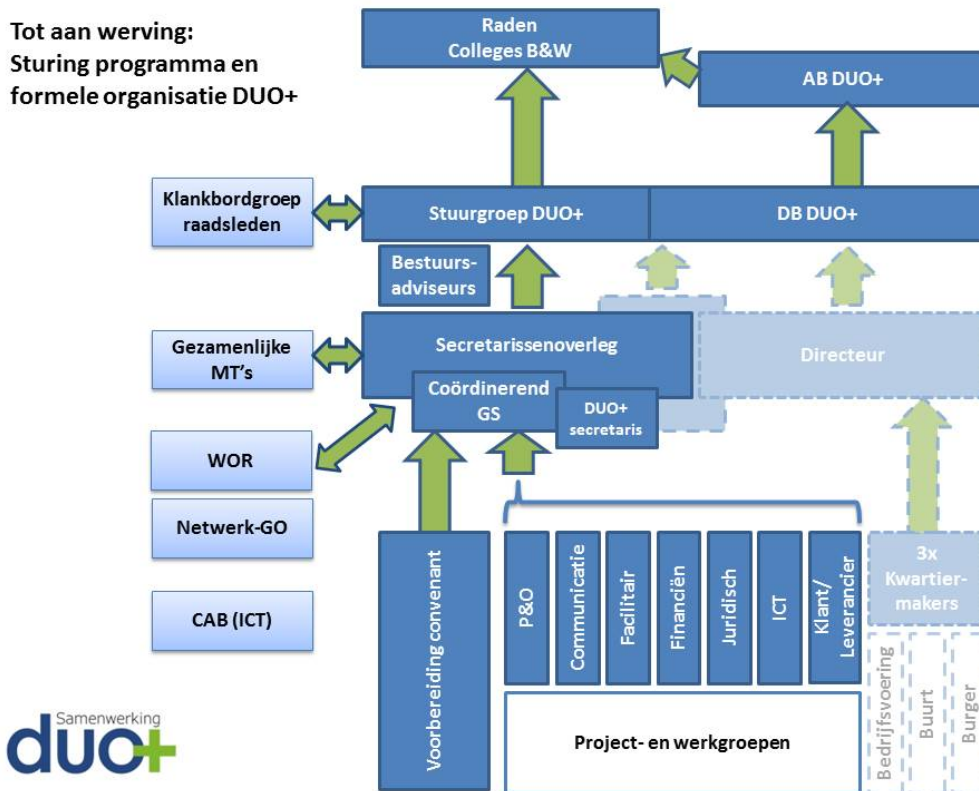 Tot aan werving:
Sturing programma en
formele organisatie DUO+
Raden
Colleges B&W
AB DUO+
Klankbordgroep
raadsleden
Stuurgroep DUO+
DB DUO+
Bestuurs-
adviseurs
Gezamenlijke
MT's
Secretarissenoverleg
Directeur
Coördinerend
GS
DUO+
secretaris
WOR
Netwerk-GO
CAB (ICT)
Voorbereiding convenant
P&O
Communicatie
Facilitair
Financiën
Juridisch
ICT
Klant/
Leverancier
3x
Kwartier-
makers
Bedrijfsvoering
Buurt
Burger
Project- en werkgroepen
Samenwerking
duo+